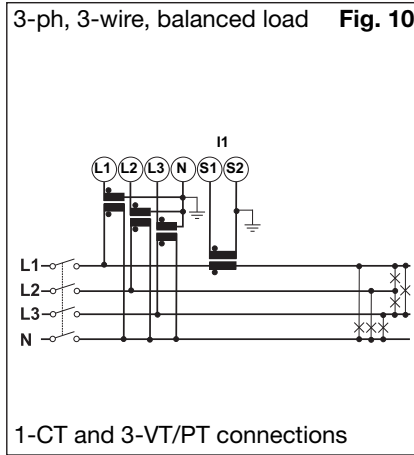 3-ph, 3-wire, balanced load Fig. 10
I1
L1 L2 L3 N S1 S2
L1
L2
L3
N
1-CT and 3-VT/PT connections